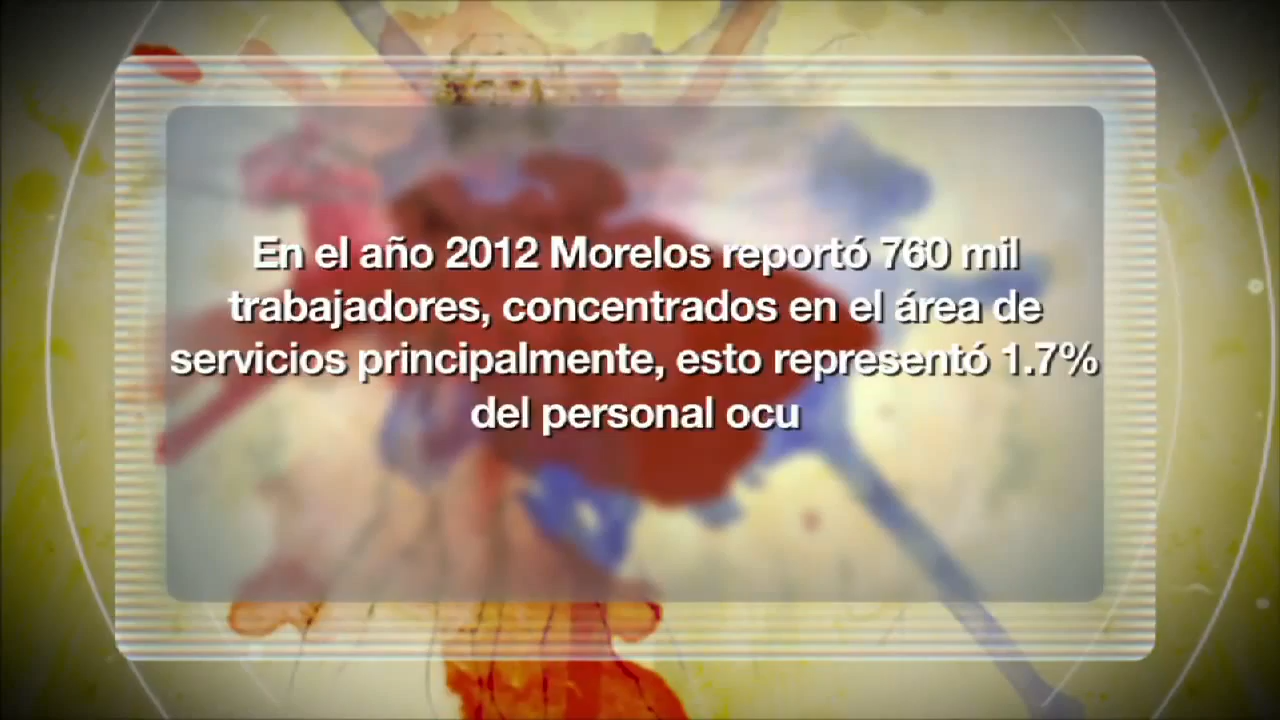 En el año 2012 Morelos reportó 760 mil
trabajadores, concentrados en el área de
servicios principalmente, esto representó 1.7%
del personal ocu